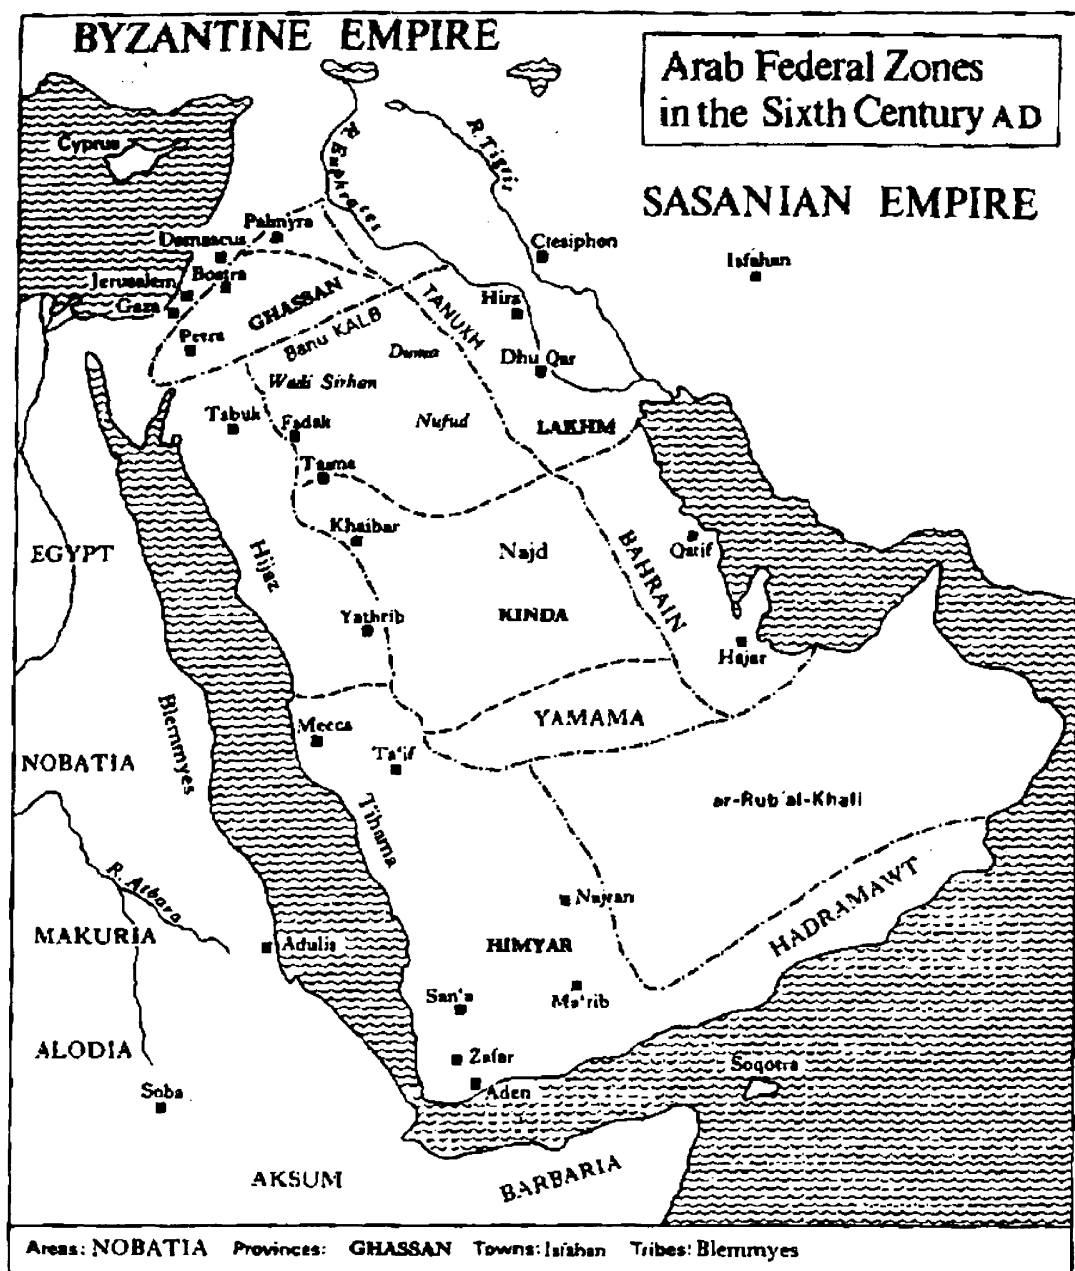 BYZANTINE EMPIRE
Arab Federal Zones
in the Sixth Century AD
R. Euphrates
R. Tigris
Cyprus
SASANIAN EMPIRE
Palmyra
Damascus
Ctesiphon
Isfahan
Jerusalem
Bostra
Gaza
GHASSAN
TANUKH
Hira
Petra
Banu KALB
Duma
Dhu Qar
Wadi Sirhan
Tabuk
Fadak
Nufud
LAKHM
Taima
Khaibar
EGYPT
Hijaz
Najd
BAHRAIN
Qatif
Yathrib
KINDA
Hajar
Blemmyes
Mecca
YAMAMA
NOBATIA
Ta'if
ar-Rub'al-Khali
Tihama
R. Atbara
Najran
HADRAMAWT
MAKURIA
Adulis
HIMYAR
San'a
Ma'rib
ALODIA
Zafar
Soqotra
Soba
Aden
AKSUM
BARBARIA
Areas: NOBATIA Provinces: GHASSAN Towns: Isfahan Tribes: Blemmyes